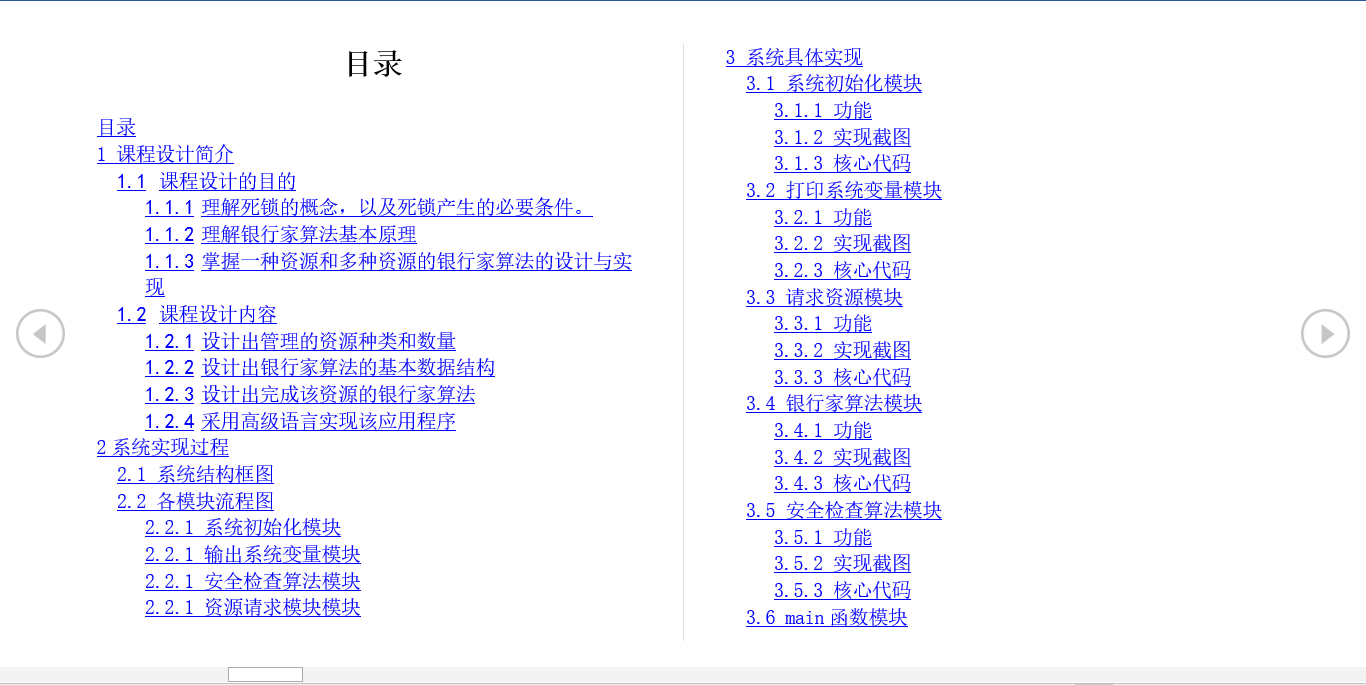 目录
目录
1 课程设计简介
1.1 课程设计的目的
1.1.1 理解死锁的概念，以及死锁产生的必要条件。
1.1.2 理解银行家算法基本原理
1.1.3 掌握一种资源和多种资源的银行家算法的设计与实
现
1.2 课程设计内容
1.2.1 设计出管理的资源种类和数量
1.2.2 设计出银行家算法的基本数据结构
1.2.3 设计出完成该资源的银行家算法
1.2.4 采用高级语言实现该应用程序
2 系统实现过程
2.1 系统结构框图
2.2 各模块流程图
2.2.1 系统初始化模块
2.2.1 输出系统变量模块
2.2.1 安全检查算法模块
2.2.1 资源请求模块模块
3 系统具体实现
3.1 系统初始化模块
3.1.1 功能
3.1.2 实现截图
3.1.3 核心代码
3.2 打印系统变量模块
3.2.1 功能
3.2.2 实现截图
3.2.3 核心代码
3.3 请求资源模块
3.3.1 功能
3.3.2 实现截图
3.3.3 核心代码
3.4 银行家算法模块
3.4.1 功能
3.4.2 实现截图
3.4.3 核心代码
3.5 安全检查算法模块
3.5.1 功能
3.5.2 实现截图
3.5.3 核心代码
3.6 main 函数模块